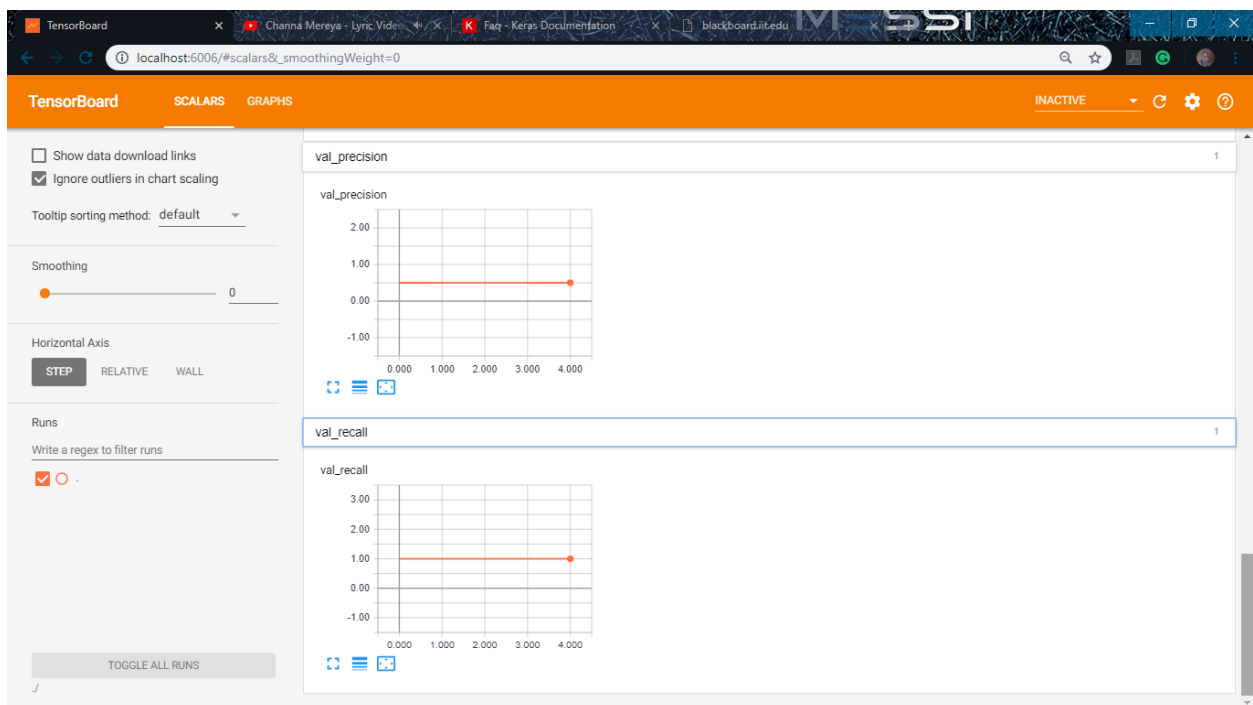 TensorBoard
Channa Mereya - Lyric Vide
Faq - Keras Documentation
blackboard.iit.edu
MESSI
localhost:6006/#scalars&_smoothingWeight=0
TensorBoard SCALARS GRAPHS INACTIVE
Show data download links
Ignore outliers in chart scaling
Tooltip sorting method: default
Smoothing
0
Horizontal Axis
STEP RELATIVE WALL
Runs
Write a regex to filter runs
.
TOGGLE ALL RUNS
./
val_precision 1
val_precision
2.00
1.00
0.00
-1.00
0.000 1.000 2.000 3.000 4.000
val_recall 1
val_recall
3.00
2.00
1.00
0.00
-1.00
0.000 1.000 2.000 3.000 4.000